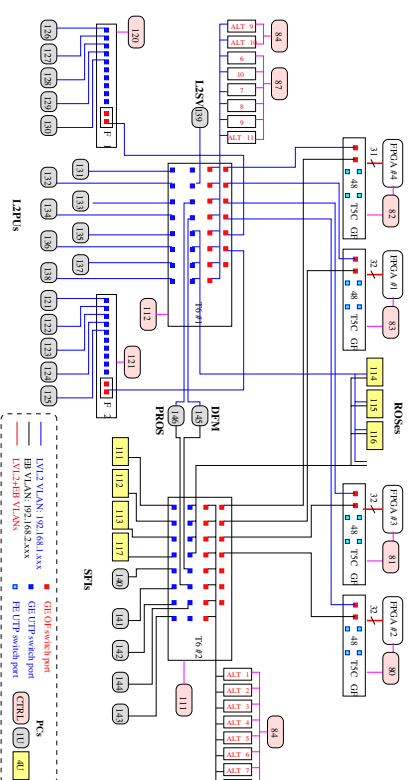 126
127
128
129
130
120
F 1
ALT 9
ALT 10
6
10
7
8
9
ALT 11
84
87
L2SV
139
131
132
133
134
135
136
137
138
L2PUs
T6 #1
112
121
122
123
124
125
121
F 2
FPGA #4
31
48
T5C GF
82
FPGA #1
32
48
T5C GF
83
ROSes
114
115
116
DFM
145
146
PROS
FPGA #3
32
48
T5C GF
81
FPGA #2
32
48
T5C GF
80
111
112
113
117
140
141
142
144
143
SFIs
T6 #2
111
ALT 1
ALT 2
ALT 3
ALT 4
ALT 5
ALT 6
ALT 7
84
LVL2 VLAN: 192.168.1.xxx
EB VLAN: 192.168.2.xxx
LVL2+EB VLANs
GE OF switch port
GE UTP switch port
FE UTP switch port
PCs
CTRL
1U
4U